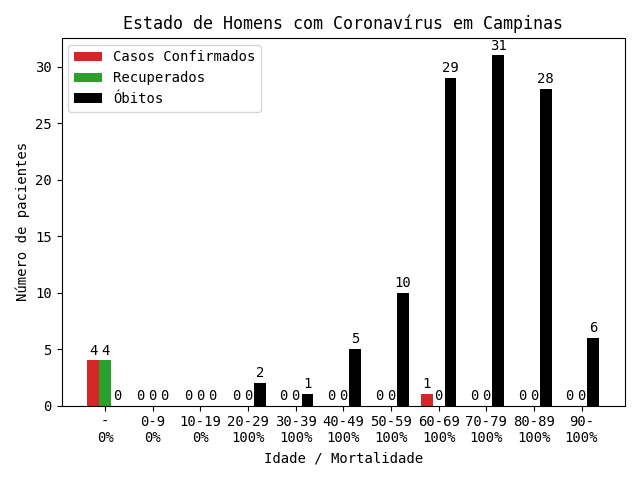 Estado de Homens com Coronavírus em Campinas
Casos Confirmados
Recuperados
Óbitos
Número de pacientes
30
25
20
15
10
5
0
4 4 0
0 0 0
0 0 0
0 0 2
0 0 1
0 0 5
0 0 10
1 0 29
0 0 31
0 0 28
0 0 6
- 0-9 10-19 20-29 30-39 40-49 50-59 60-69 70-79 80-89 90-
0% 0% 0% 100% 100% 100% 100% 100% 100% 100% 100%
Idade / Mortalidade